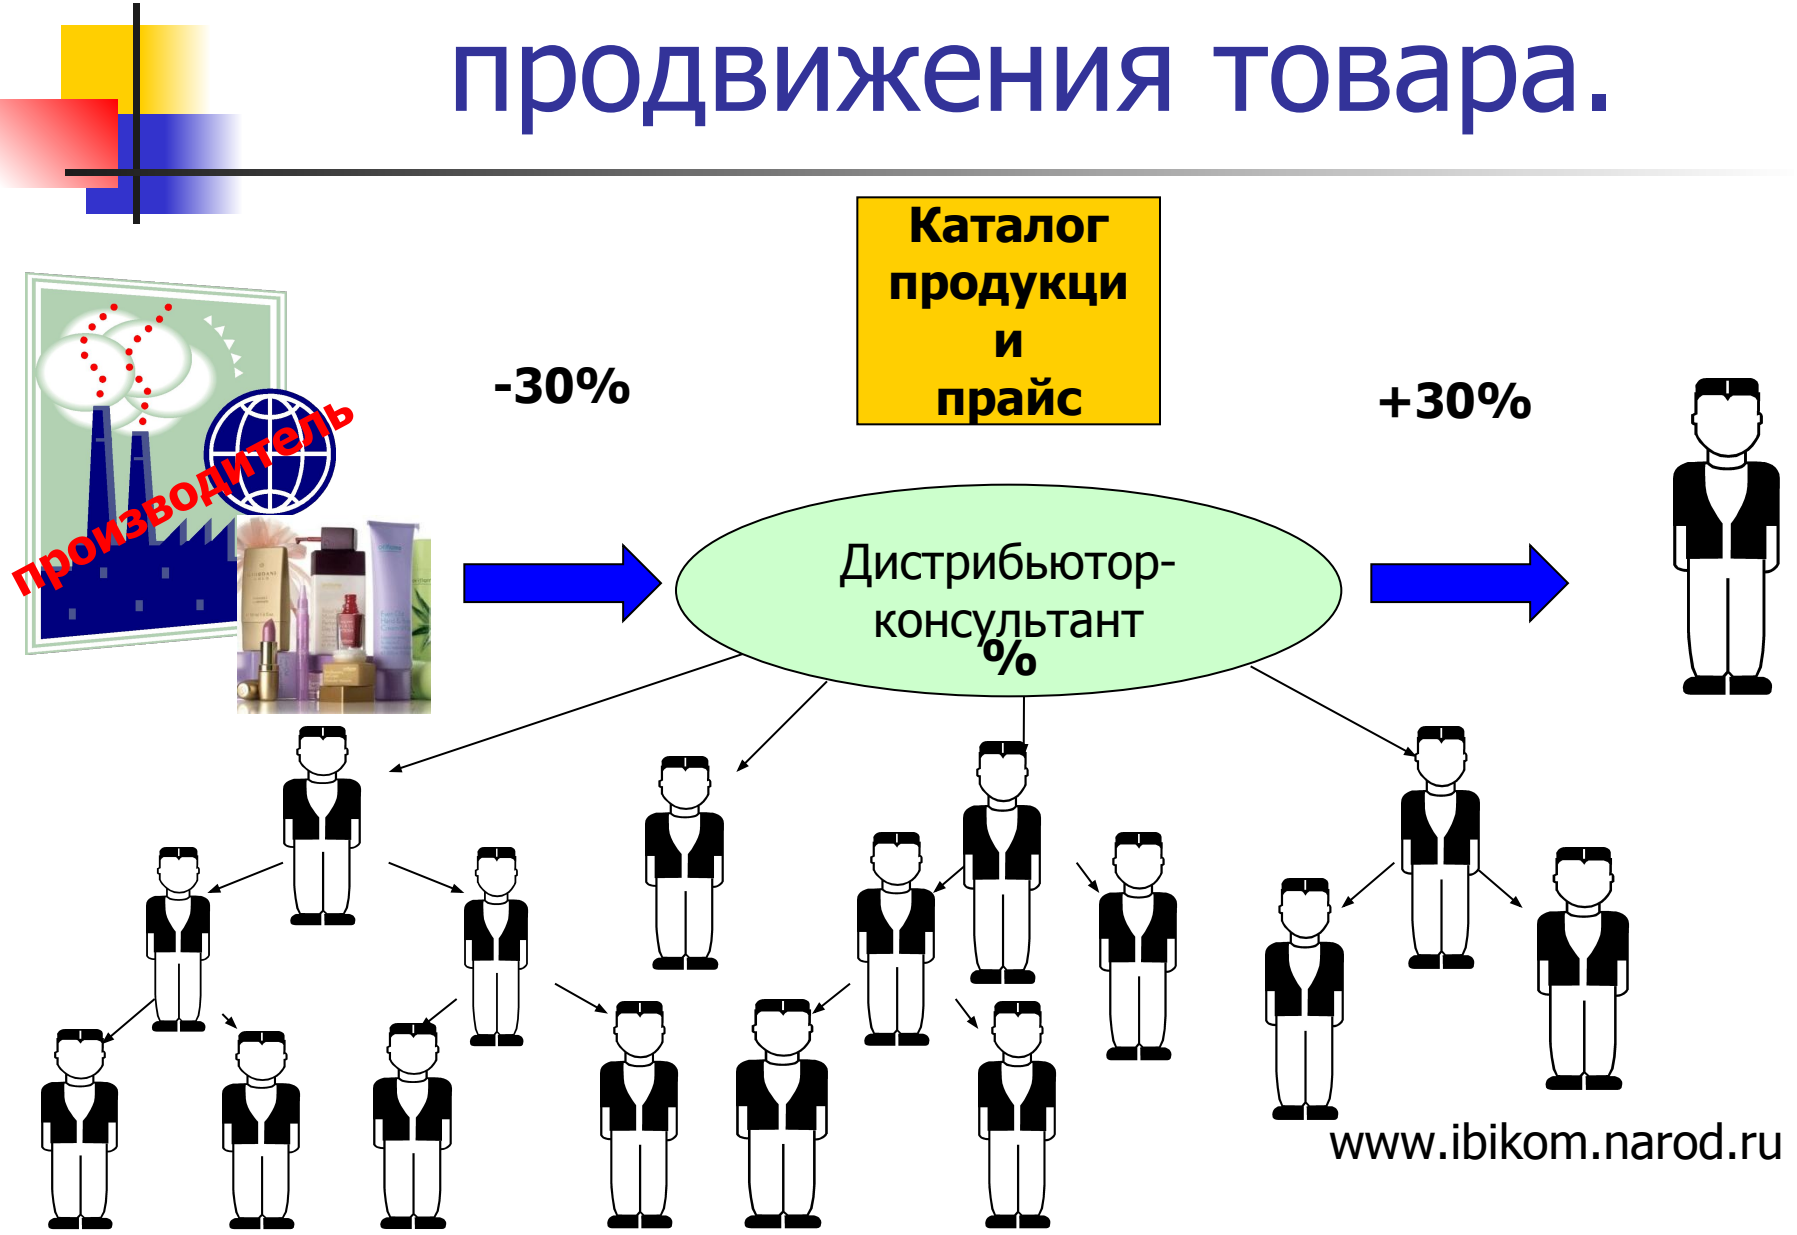 продвижения товара.
Каталог
продукци
и
прайс
-30%
+30%
производитель
Дистрибьютор-
консультант
%
www.ibikom.narod.ru